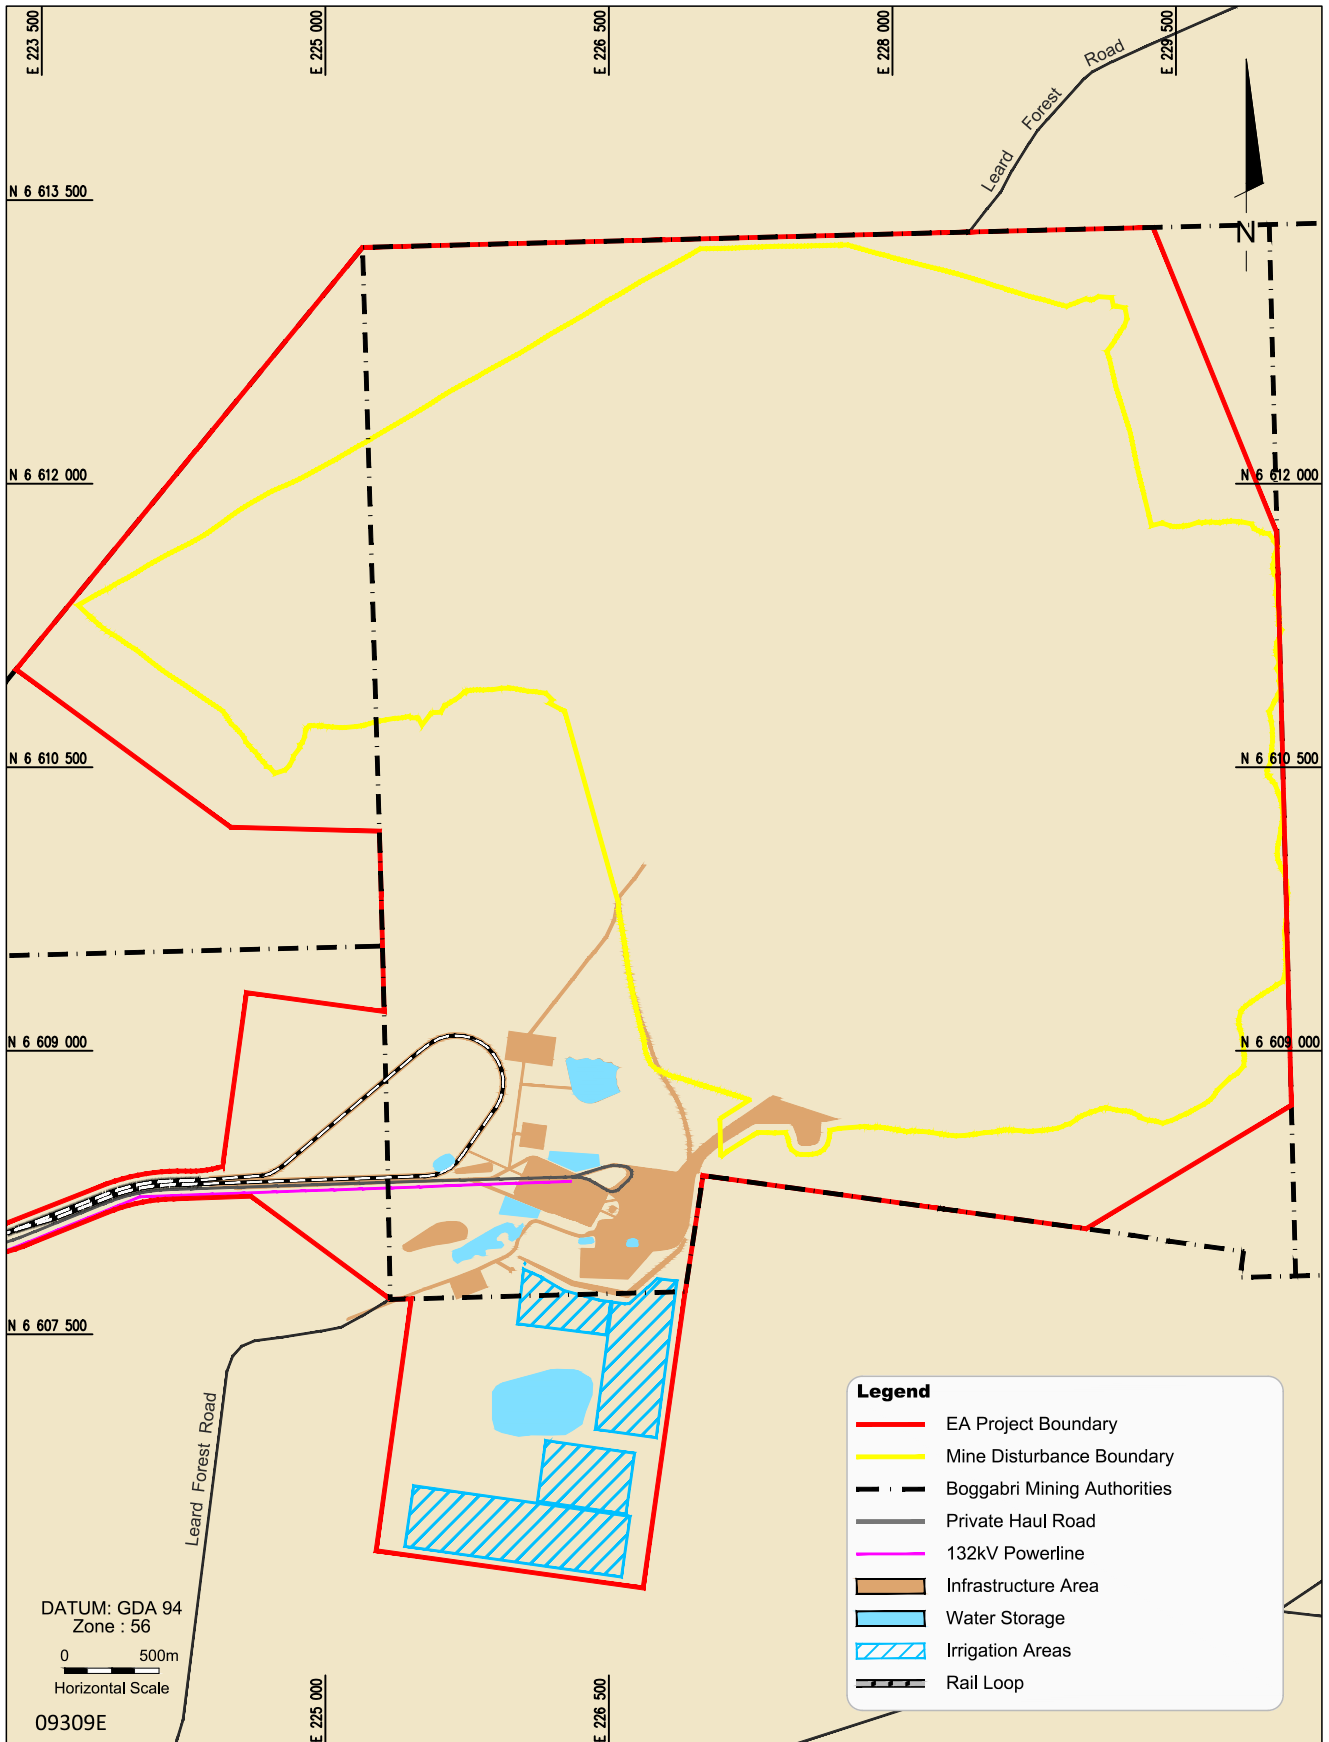 E 223 500
E 225 000
E 226 500
E 228 000
E 229 500
Leard Forest Road
N 6 613 500
N
N 6 612 000
N 6 612 000
N 6 610 500
N 6 610 500
N 6 609 000
N 6 609 000
N 6 607 500
Leard Forest Road
Legend
EA Project Boundary
Mine Disturbance Boundary
Boggabri Mining Authorities
Private Haul Road
132kV Powerline
Infrastructure Area
Water Storage
Irrigation Areas
Rail Loop
DATUM: GDA 94
Zone : 56
0 500m
Horizontal Scale
09309E
E 225 000
E 226 500